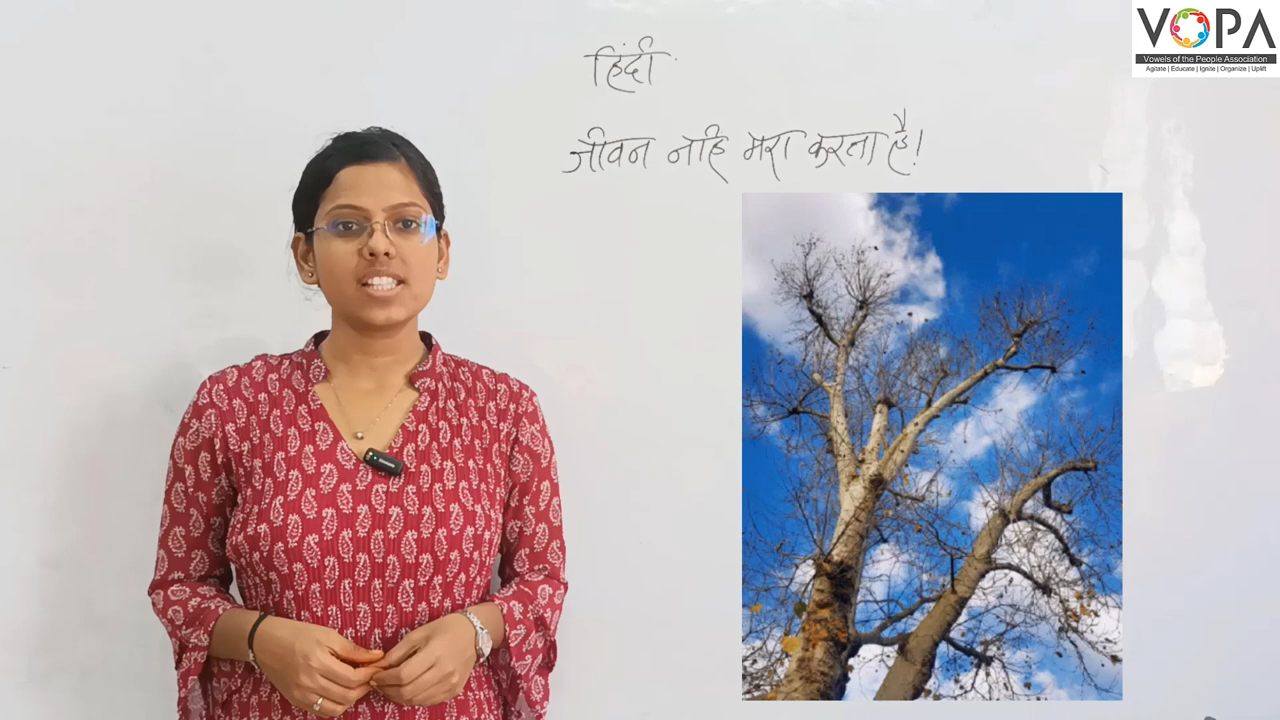 VOPA
Vowels of the People Association
Agitate | Educate | Ignite | Organize | Uplift
हिंदी
जीवन नहि मरा करता है!